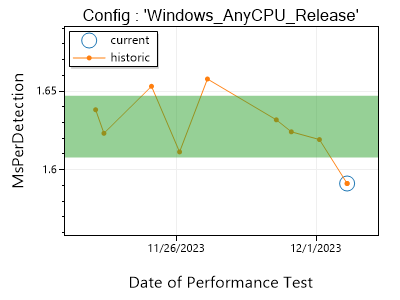 Config : 'Windows_AnyCPU_Release'
current
historic
MsPerDetection
1.65
1.6
11/26/2023
12/1/2023
Date of Performance Test